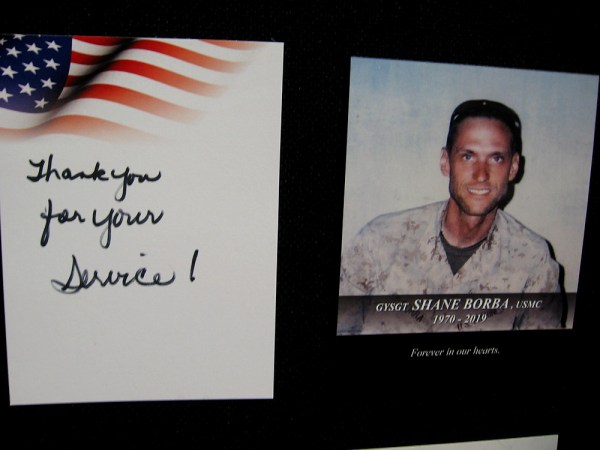 Thank you
for your
Service!
GYSGT SHANE BORBA, USMC
1970 - 2019
Forever in our hearts.